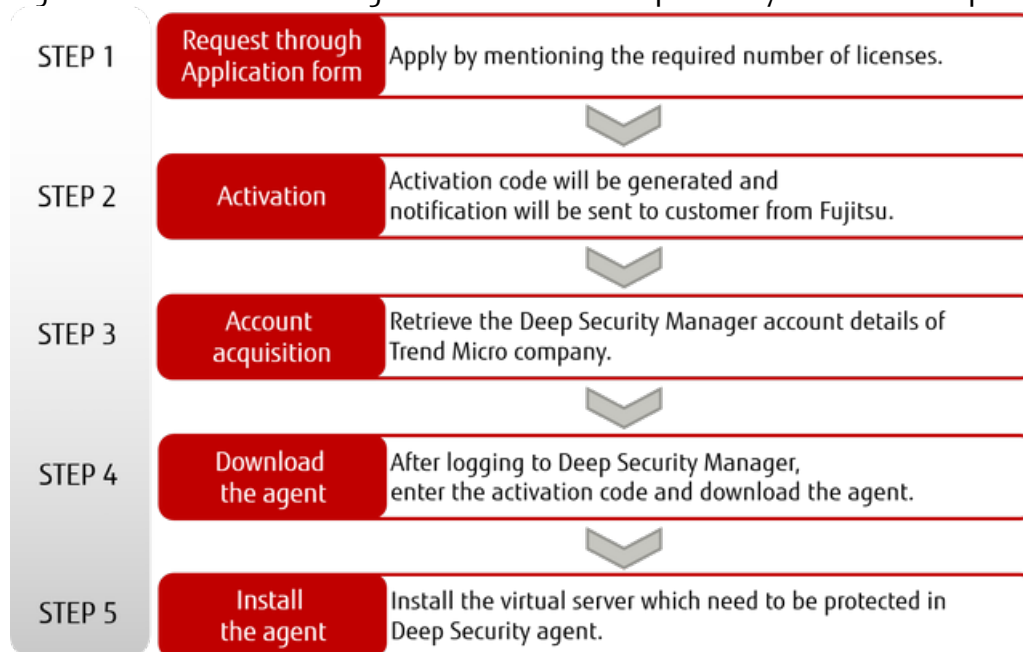 STEP 1
Request through
Application form
Apply by mentioning the required number of licenses.
STEP 2
Activation
Activation code will be generated and
notification will be sent to customer from Fujitsu.
STEP 3
Account
acquisition
Retrieve the Deep Security Manager account details of
Trend Micro company.
STEP 4
Download
the agent
After logging to Deep Security Manager,
enter the activation code and download the agent.
STEP 5
Install
the agent
Install the virtual server which need to be protected in
Deep Security agent.